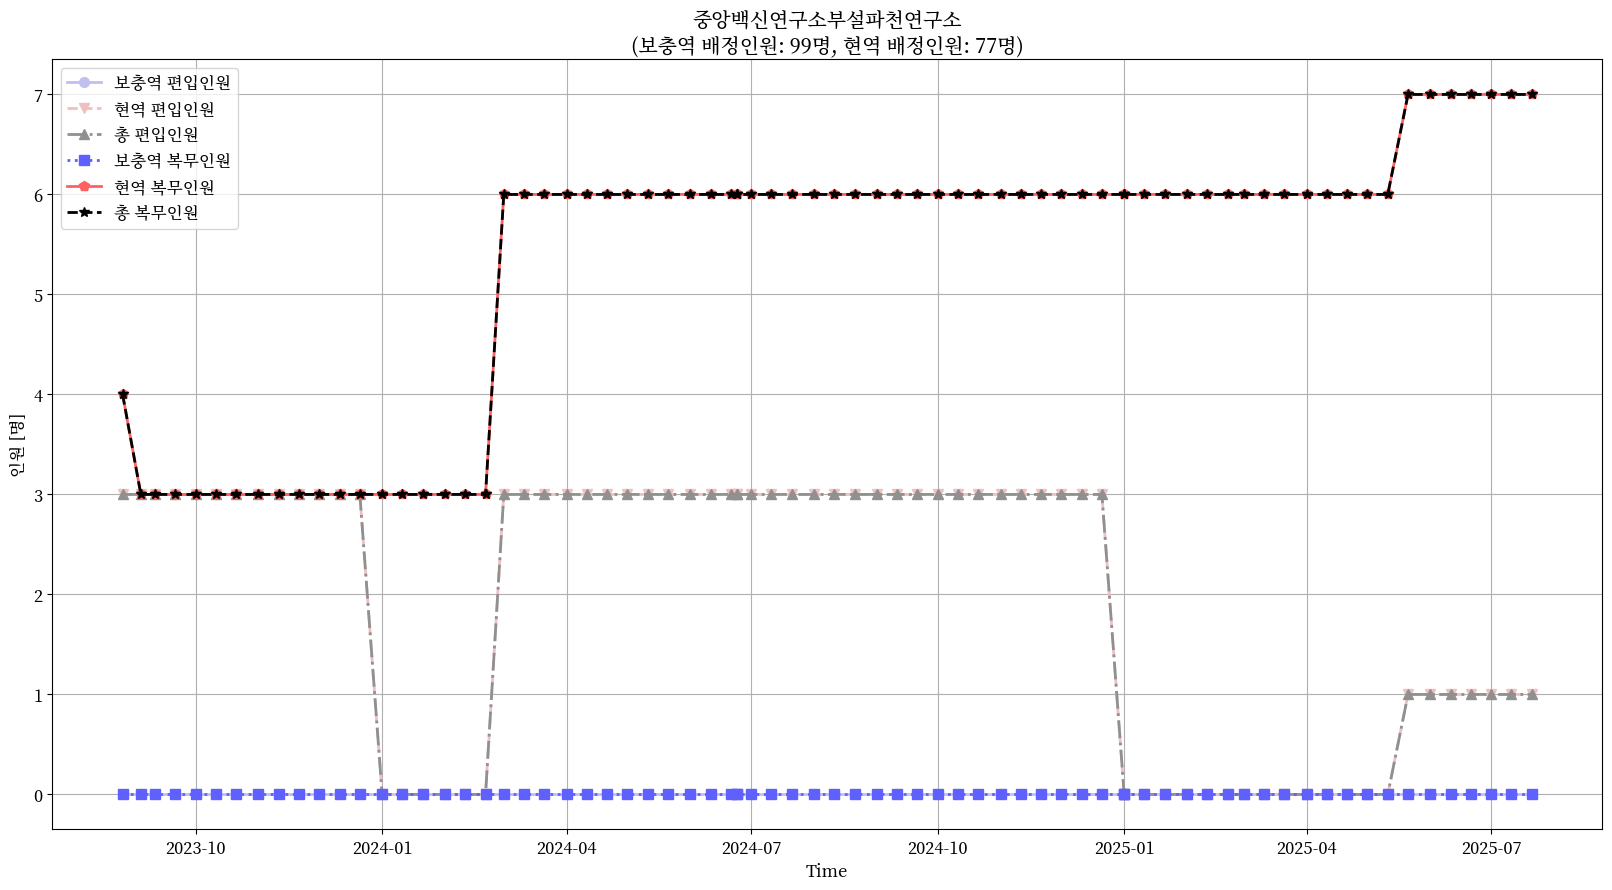 중앙백신연구소부설파천연구소
(보충역 배정인원: 99명, 현역 배정인원: 77명)
보충역 편입인원
현역 편입인원
총 편입인원
보충역 복무인원
현역 복무인원
총 복무인원
인원 [명]
7
6
5
4
3
2
1
0
2023-10
2024-01
2024-04
2024-07
2024-10
2025-01
2025-04
2025-07
Time